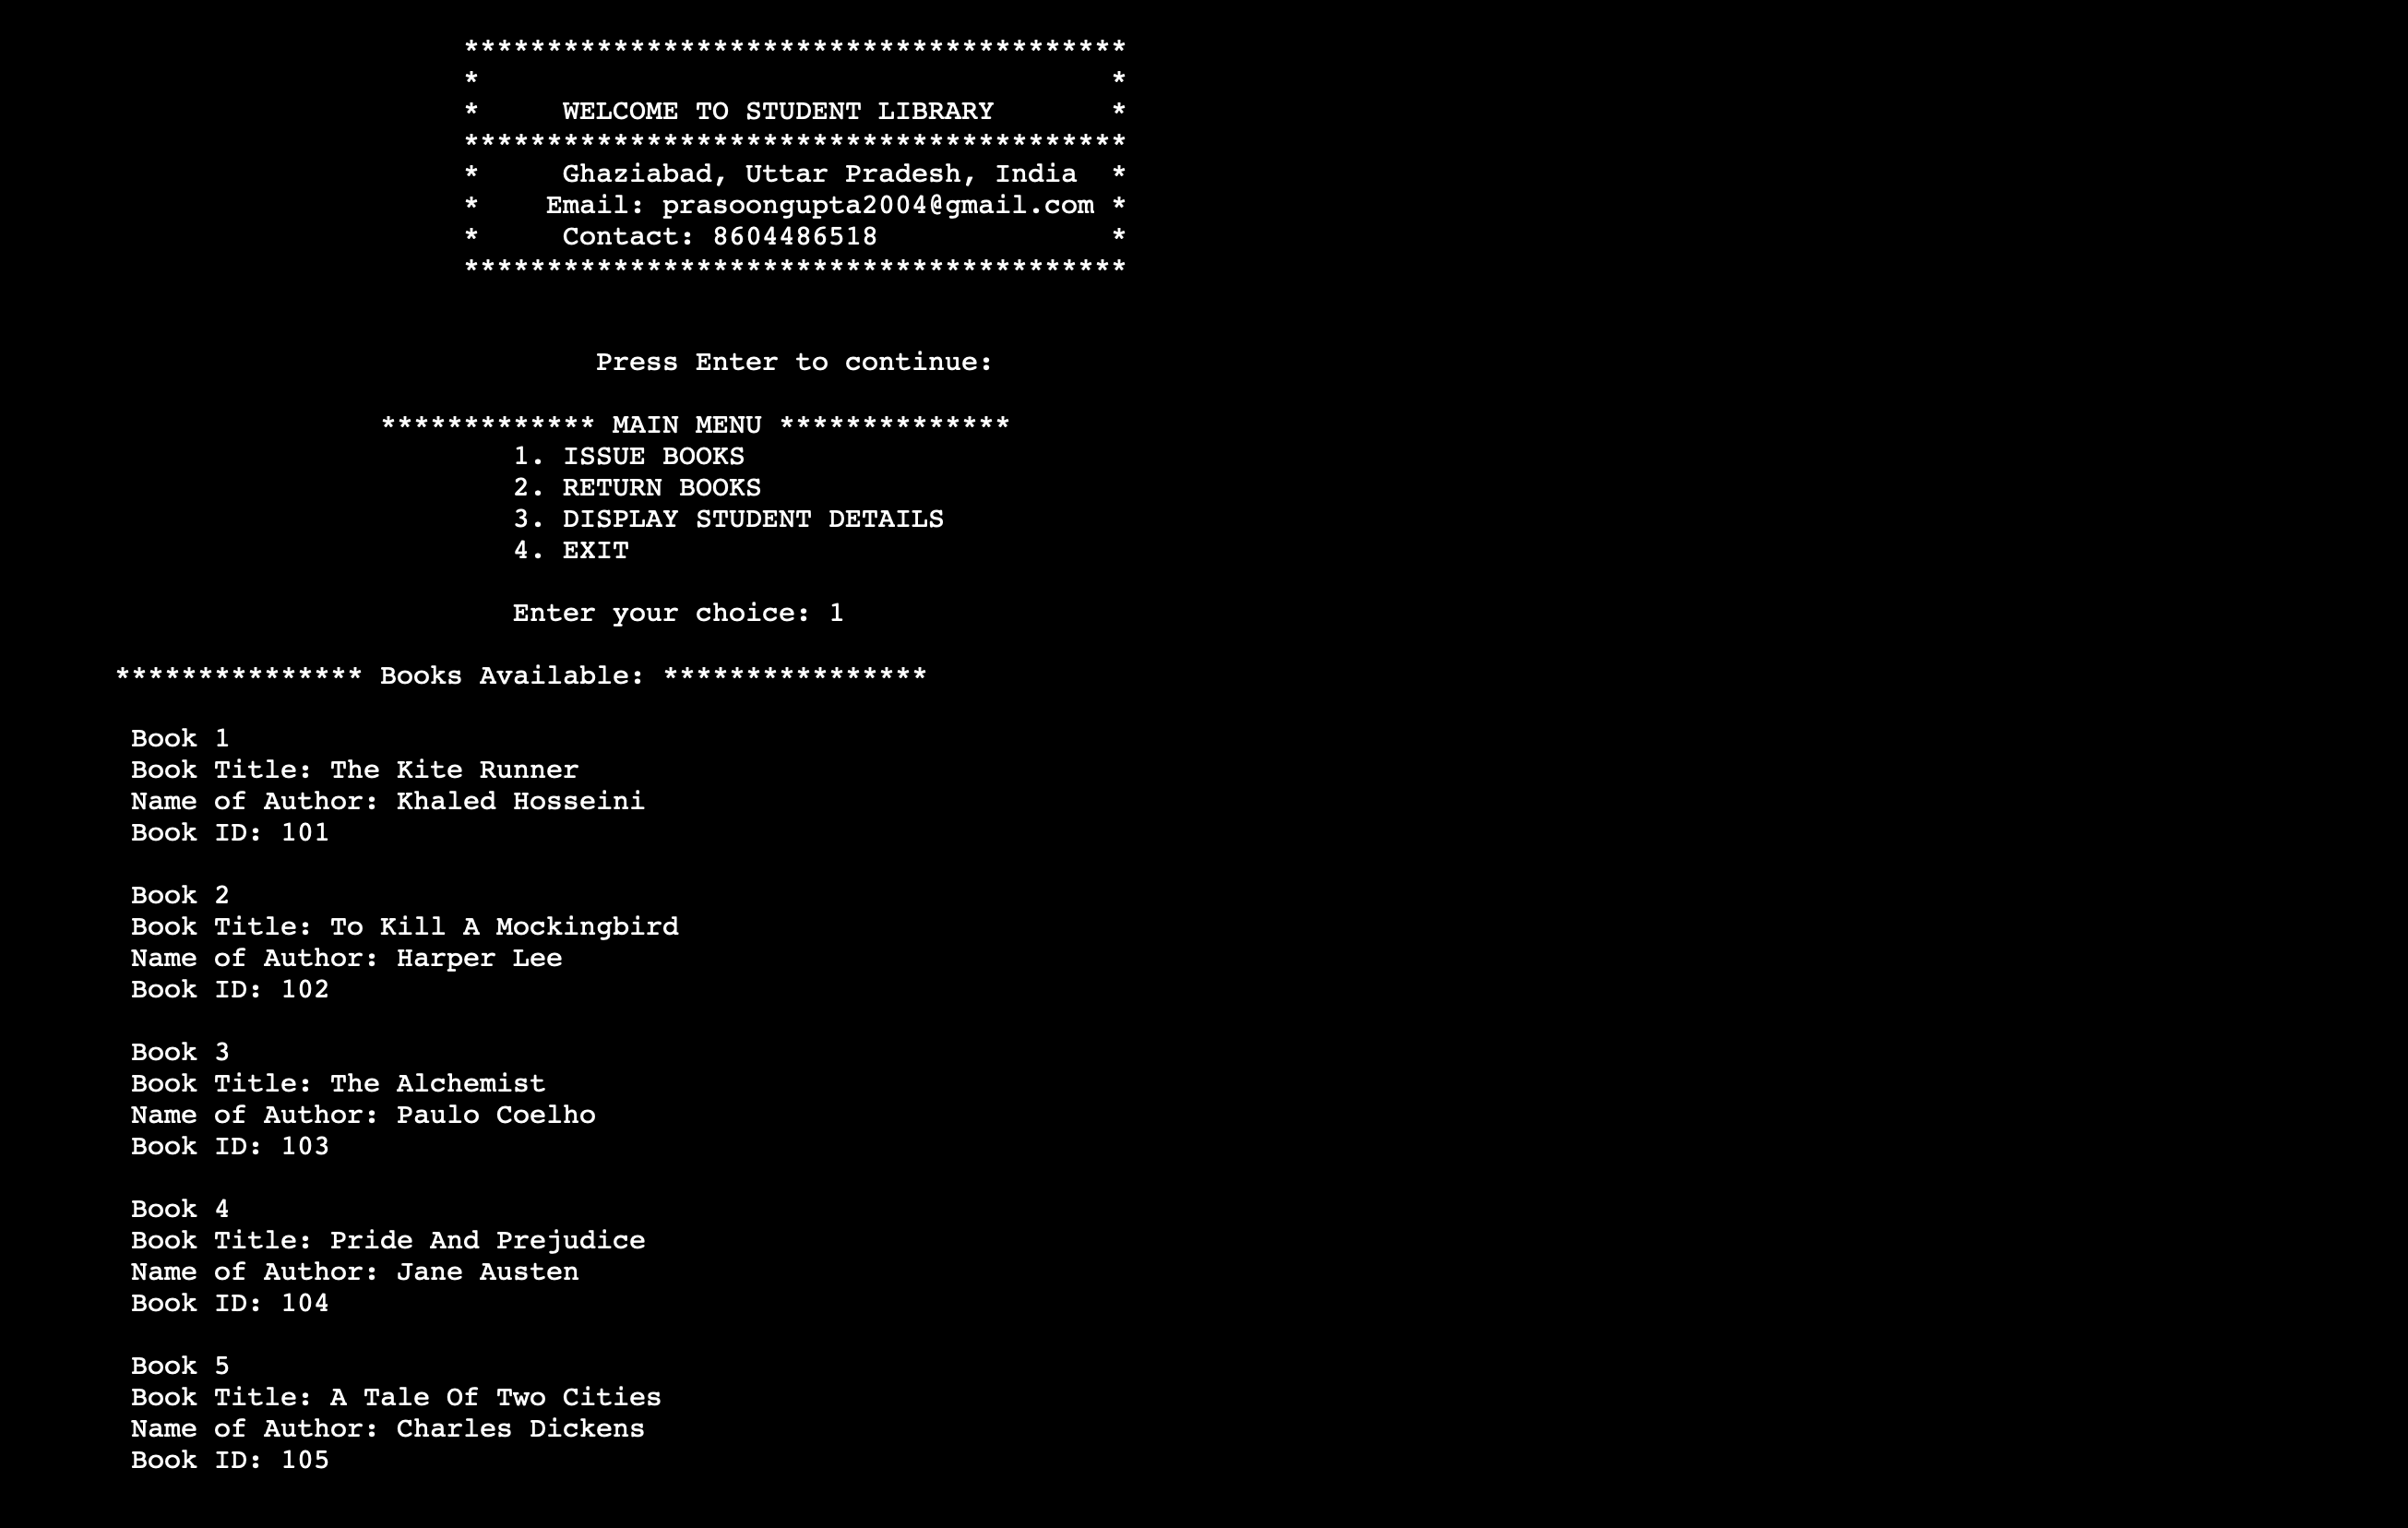 ****************************************
*                                      *
*     WELCOME TO STUDENT LIBRARY       *
****************************************
*     Ghaziabad, Uttar Pradesh, India  *
*    Email: prasoongupta2004@gmail.com *
*     Contact: 8604486518              *
****************************************
Press Enter to continue:
************* MAIN MENU **************
1. ISSUE BOOKS
2. RETURN BOOKS
3. DISPLAY STUDENT DETAILS
4. EXIT
Enter your choice: 1
*************** Books Available: ****************
Book 1
Book Title: The Kite Runner
Name of Author: Khaled Hosseini
Book ID: 101
Book 2
Book Title: To Kill A Mockingbird
Name of Author: Harper Lee
Book ID: 102
Book 3
Book Title: The Alchemist
Name of Author: Paulo Coelho
Book ID: 103
Book 4
Book Title: Pride And Prejudice
Name of Author: Jane Austen
Book ID: 104
Book 5
Book Title: A Tale Of Two Cities
Name of Author: Charles Dickens
Book ID: 105